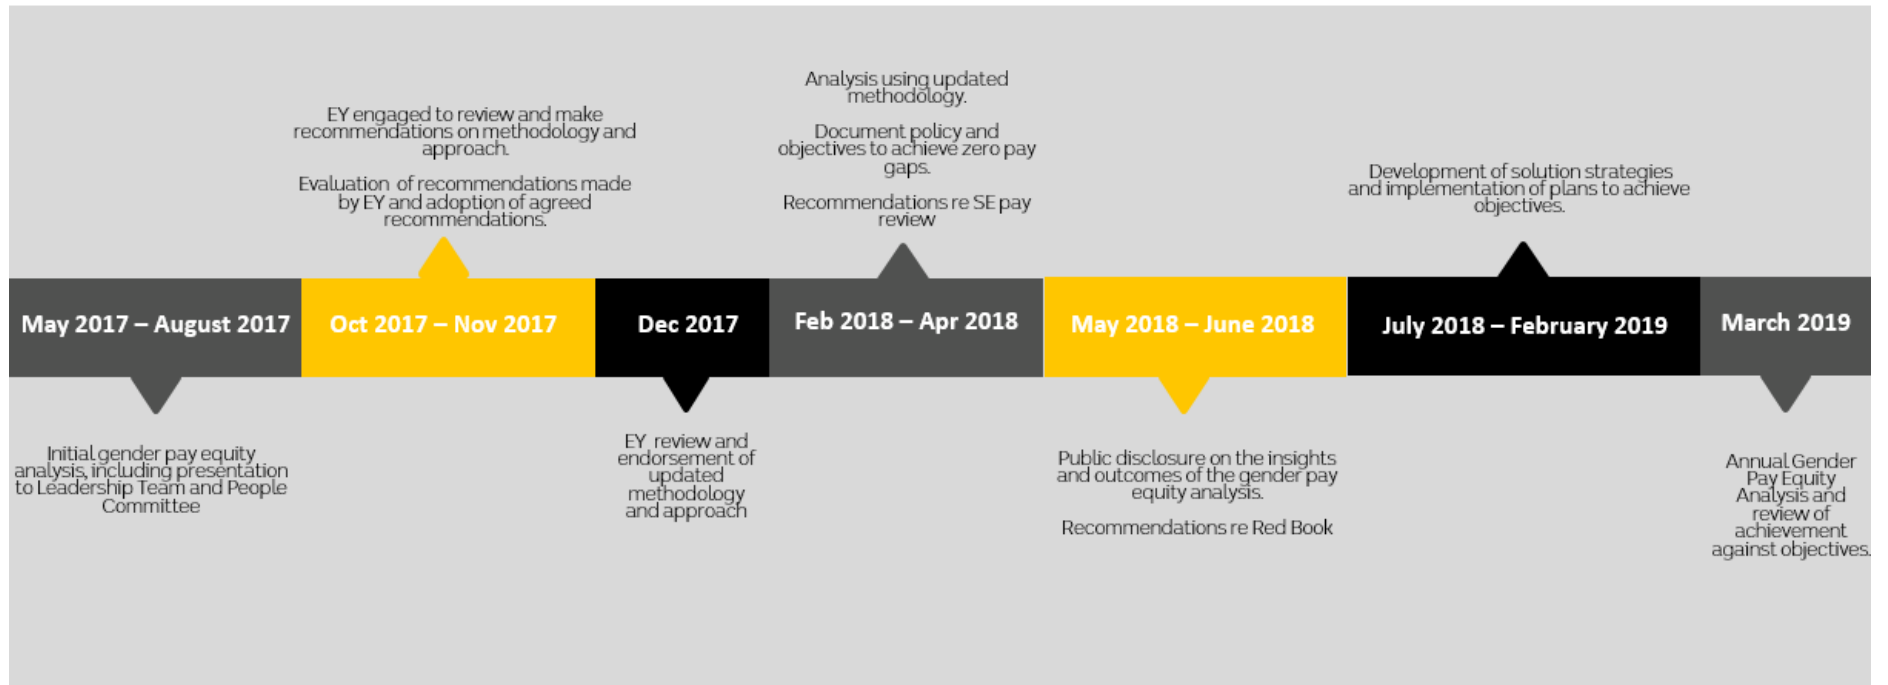 Analysis using updated
methodology.
Document policy and
objectives to achieve zero pay
gaps.
Recommendations re SE pay
review
EY engaged to review and make
recommendations on methodology and
approach.
Evaluation of recommendations made
by EY and adoption of agreed
recommendations.
Development of solution strategies
and implementation of plans to achieve
objectives.
May 2017 – August 2017
Oct 2017 – Nov 2017
Dec 2017
Feb 2018 – Apr 2018
May 2018 – June 2018
July 2018 – February 2019
March 2019
Initial gender pay equity
analysis, including presentation
to Leadership Team and People
Committee
EY review and
endorsement of
updated
methodology
and approach
Public disclosure on the insights
and outcomes of the gender pay
equity analysis.
Recommendations re Red Book
Annual Gender
Pay Equity
Analysis and
review of
achievement
against objectives.